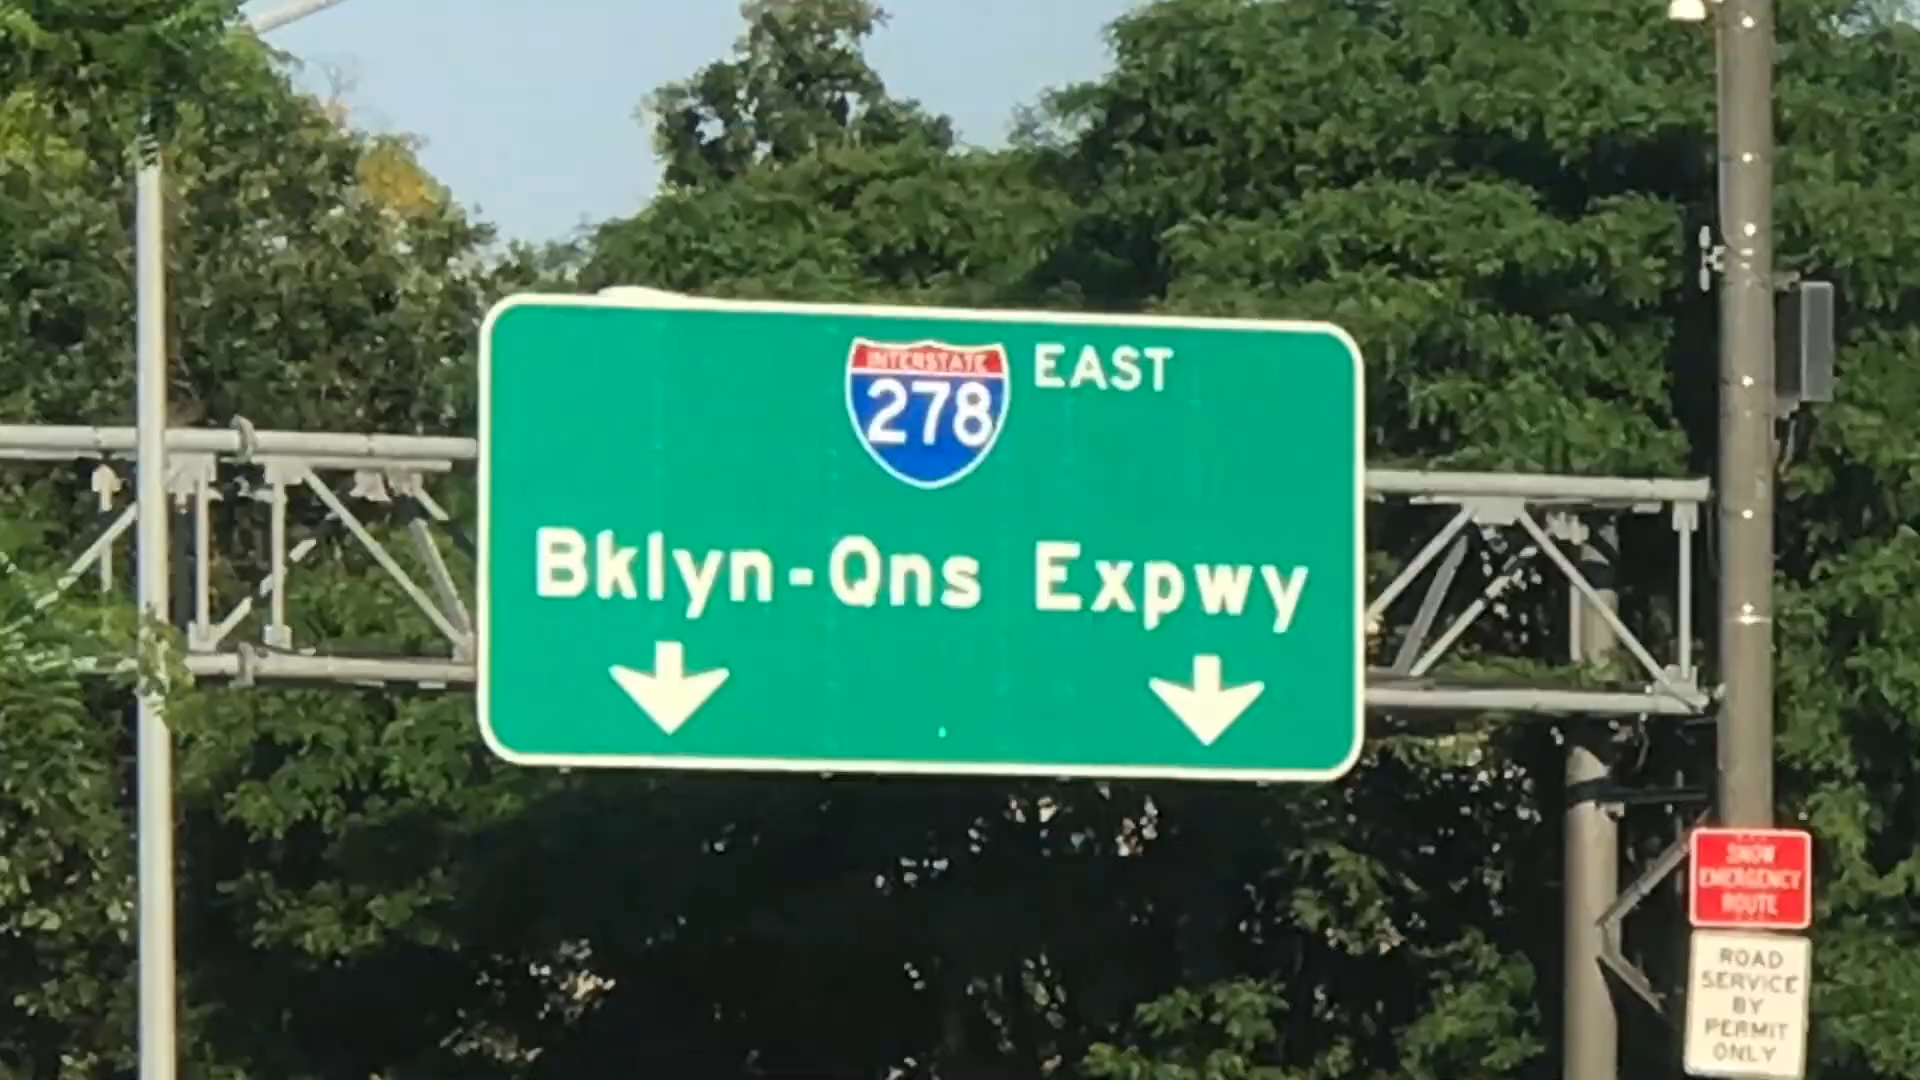 INTERSTATE
278 EAST
Bklyn-Qns Expwy
SNOW
EMERGENCY
ROUTE
ROAD
SERVICE
BY
PERMIT
ONLY